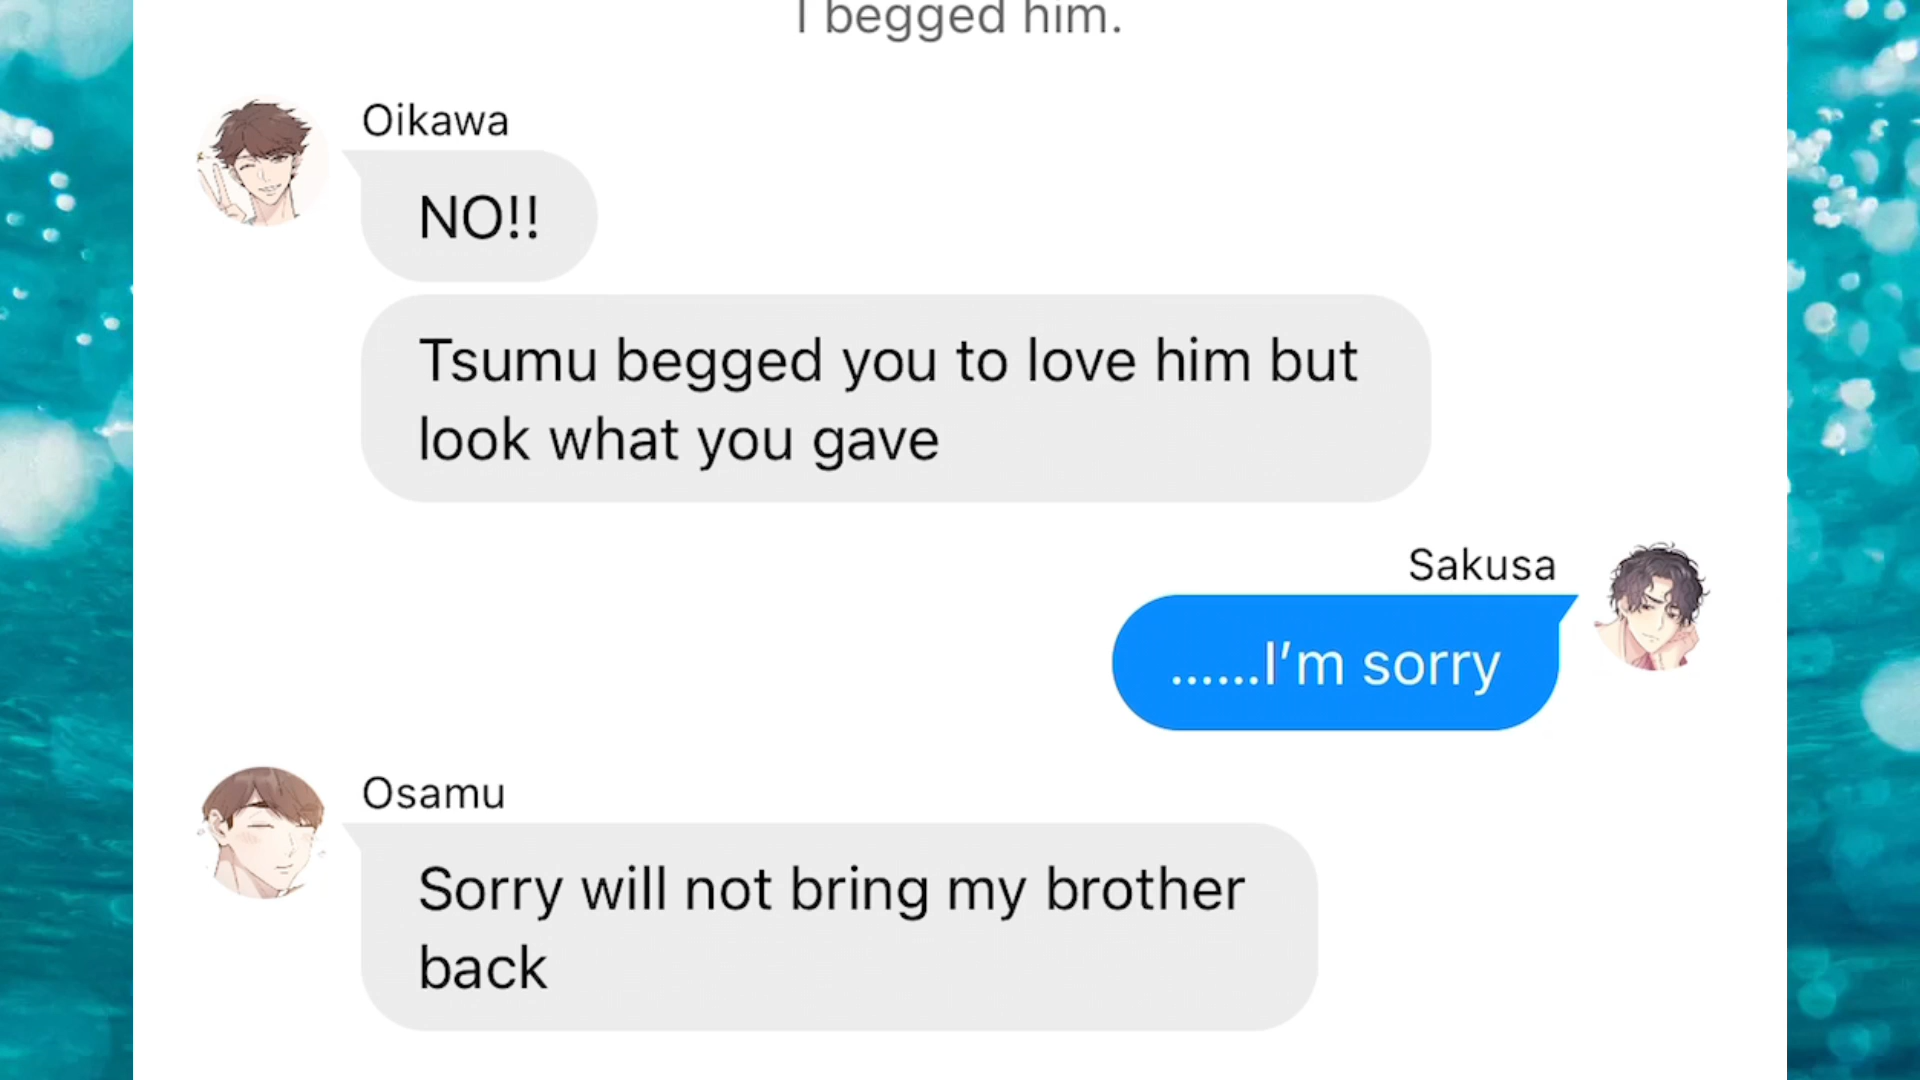 I begged him.
Oikawa
NO!!
Tsumu begged you to love him but
look what you gave
Sakusa
......I'm sorry
Osamu
Sorry will not bring my brother
back